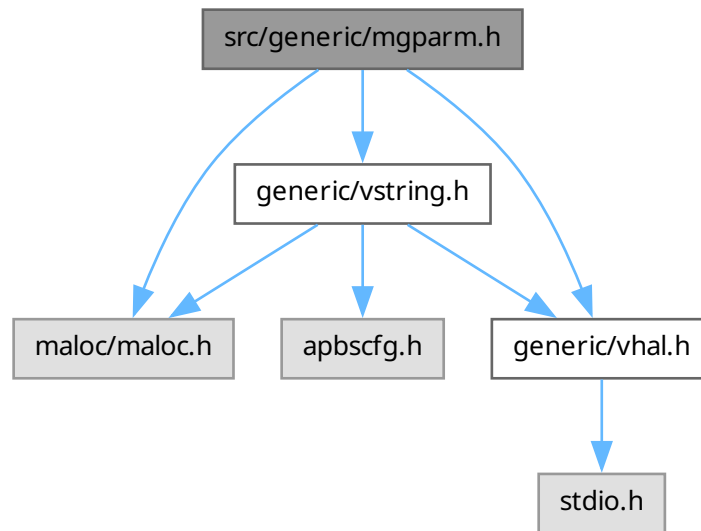 src/generic/mgparm.h
generic/vstring.h
maloc/maloc.h
apbscfg.h
generic/vhal.h
stdio.h